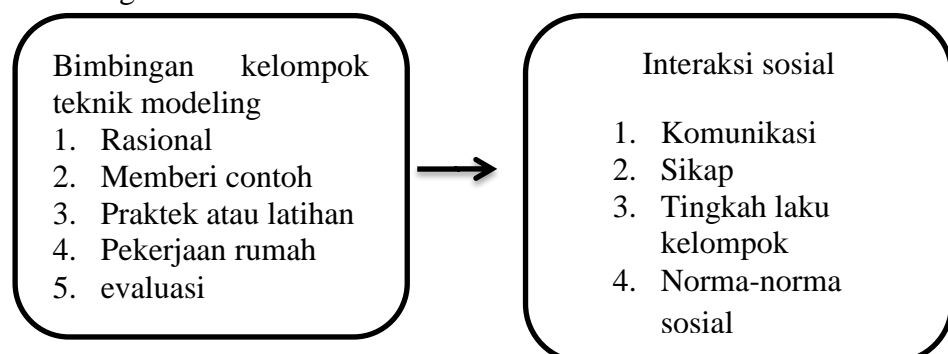 Bimbingan kelompok
teknik modeling
1. Rasional
2. Memberi contoh
3. Praktek atau latihan
4. Pekerjaan rumah
5. evaluasi
Interaksi sosial
1. Komunikasi
2. Sikap
3. Tingkah laku
kelompok
4. Norma-norma
sosial